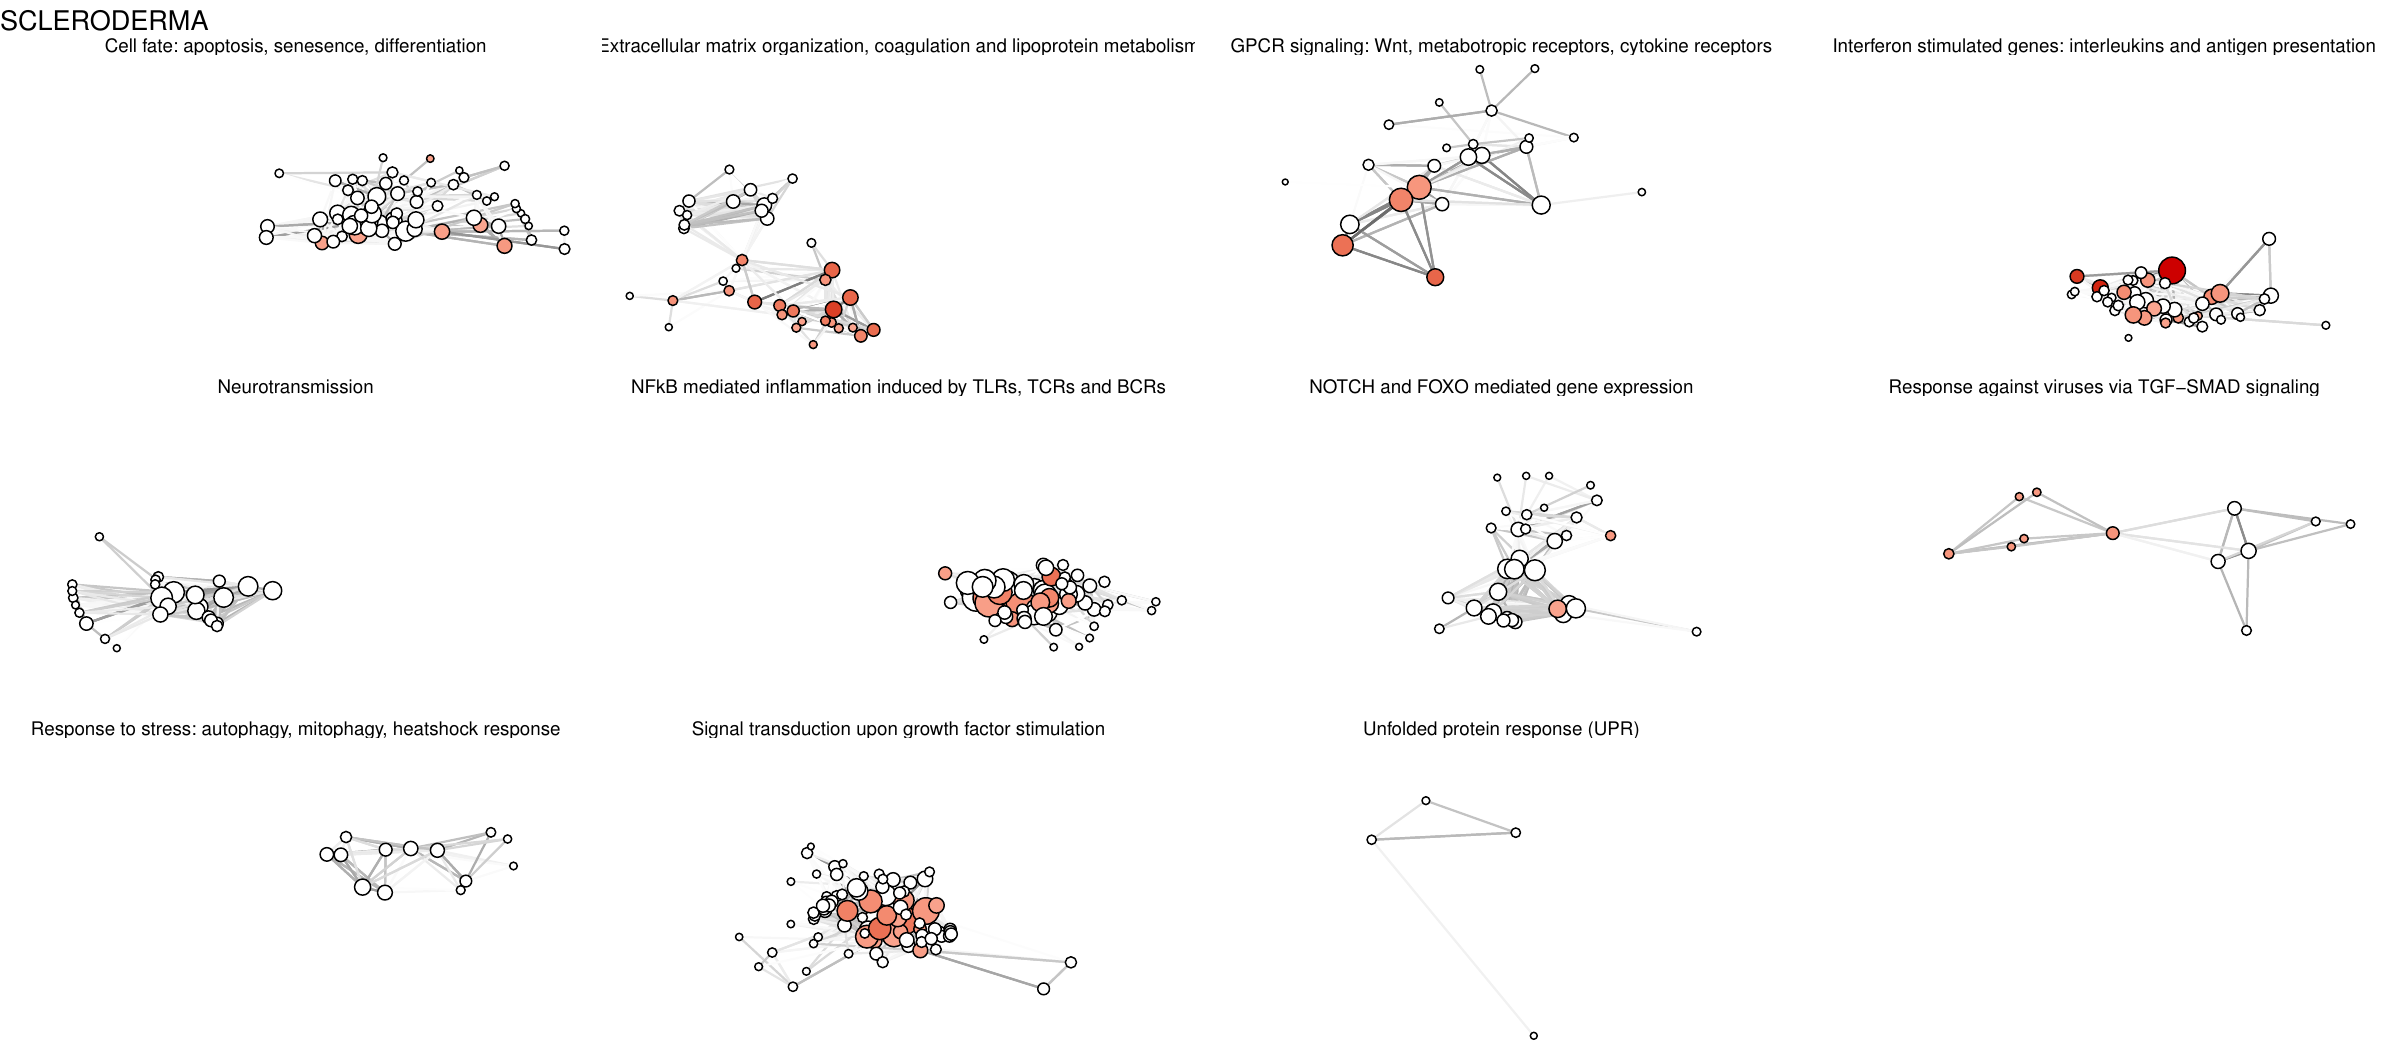 SCLERODERMA
Cell fate: apoptosis, senesence, differentiation
Extracellular matrix organization, coagulation and lipoprotein metabolism
GPCR signaling: Wnt, metabotropic receptors, cytokine receptors
Interferon stimulated genes: interleukins and antigen presentation
Neurotransmission
NFkB mediated inflammation induced by TLRs, TCRs and BCRs
NOTCH and FOXO mediated gene expression
Response against viruses via TGF−SMAD signaling
Response to stress: autophagy, mitophagy, heatshock response
Signal transduction upon growth factor stimulation
Unfolded protein response (UPR)